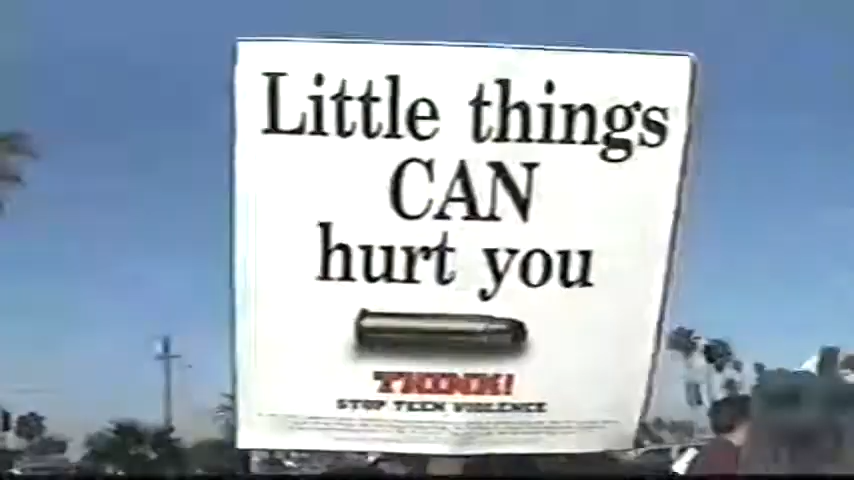 Little things
CAN
hurt you
THINK!
STOP TEEN VIOLENCE